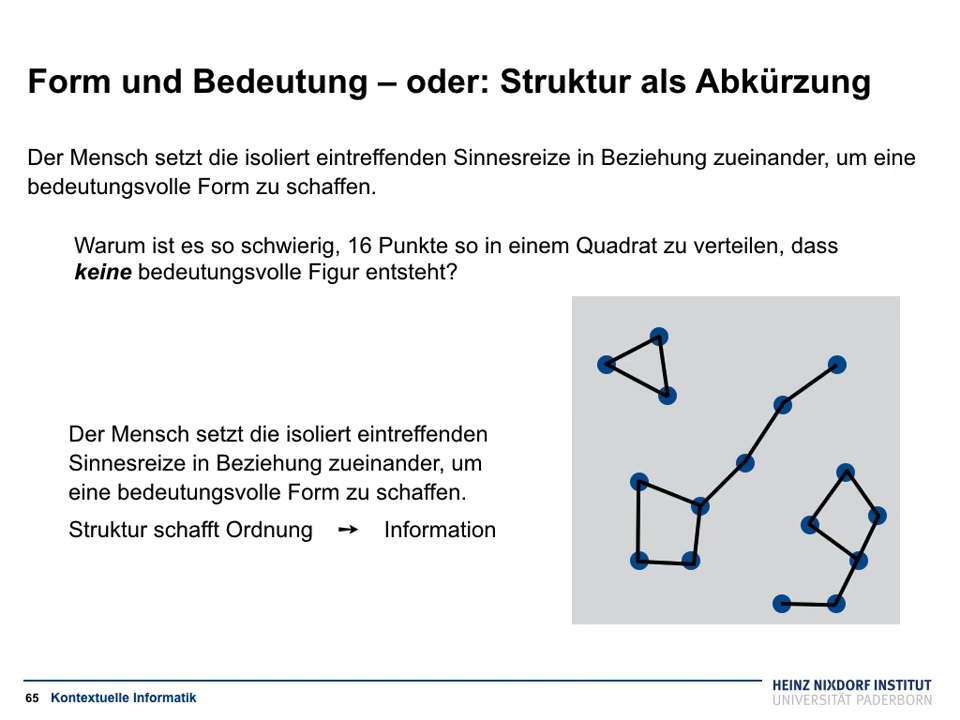 Form und Bedeutung – oder: Struktur als Abkürzung
Der Mensch setzt die isoliert eintreffenden Sinnesreize in Beziehung zueinander, um eine
bedeutungsvolle Form zu schaffen.
Warum ist es so schwierig, 16 Punkte so in einem Quadrat zu verteilen, dass
keine bedeutungsvolle Figur entsteht?
Der Mensch setzt die isoliert eintreffenden
Sinnesreize in Beziehung zueinander, um
eine bedeutungsvolle Form zu schaffen.
Struktur schafft Ordnung ➙ Information
65 Kontextuelle Informatik
HEINZ NIXDORF INSTITUT
UNIVERSITÄT PADERBORN